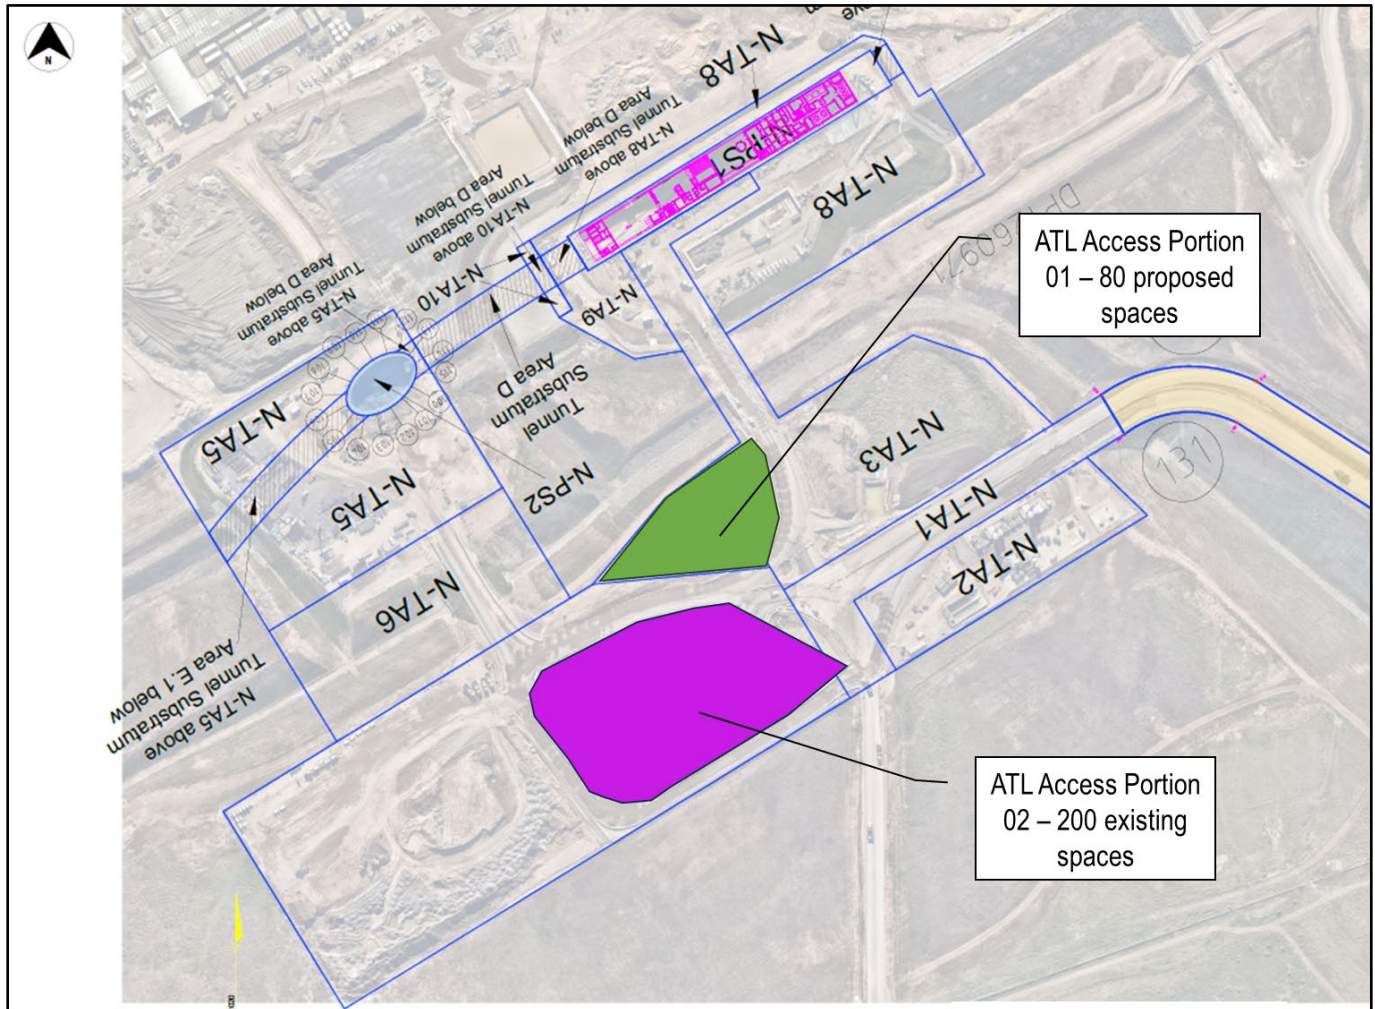 N
N-TA8
N-TA8 above
Tunnel Substratum
Area D below
N-PS1
N-TA10 above
Tunnel Substratum
Area D below
N-TA8
N-TA10
N-TA5 above
Tunnel Substratum
Area D below
N-TA9
ATL Access Portion
01 – 80 proposed
spaces
Tunnel
Substratum
Area D
N-TA5
N-TA5
N-PS2
N-TA3
131
N-TA1
N-TA2
N-TA6
N-TA5 above
Tunnel Substratum
Area E.1 below
ATL Access Portion
02 – 200 existing
spaces